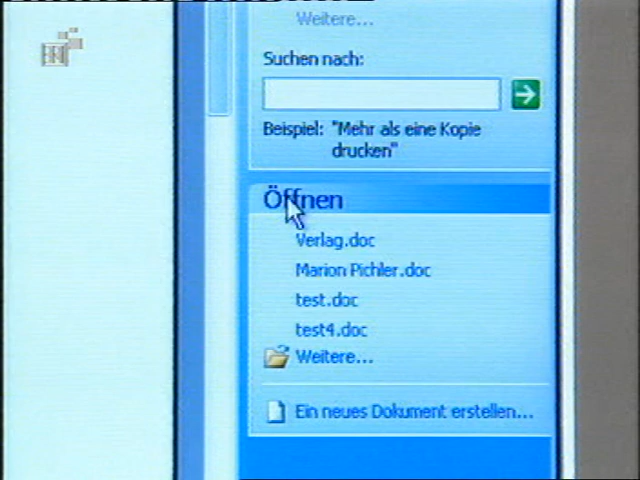 Weitere...
Suchen nach:
Beispiel: "Mehr als eine Kopie
drucken"
Öffnen
Verlag.doc
Marion Pichler.doc
test.doc
test4.doc
Weitere...
Ein neues Dokument erstellen...